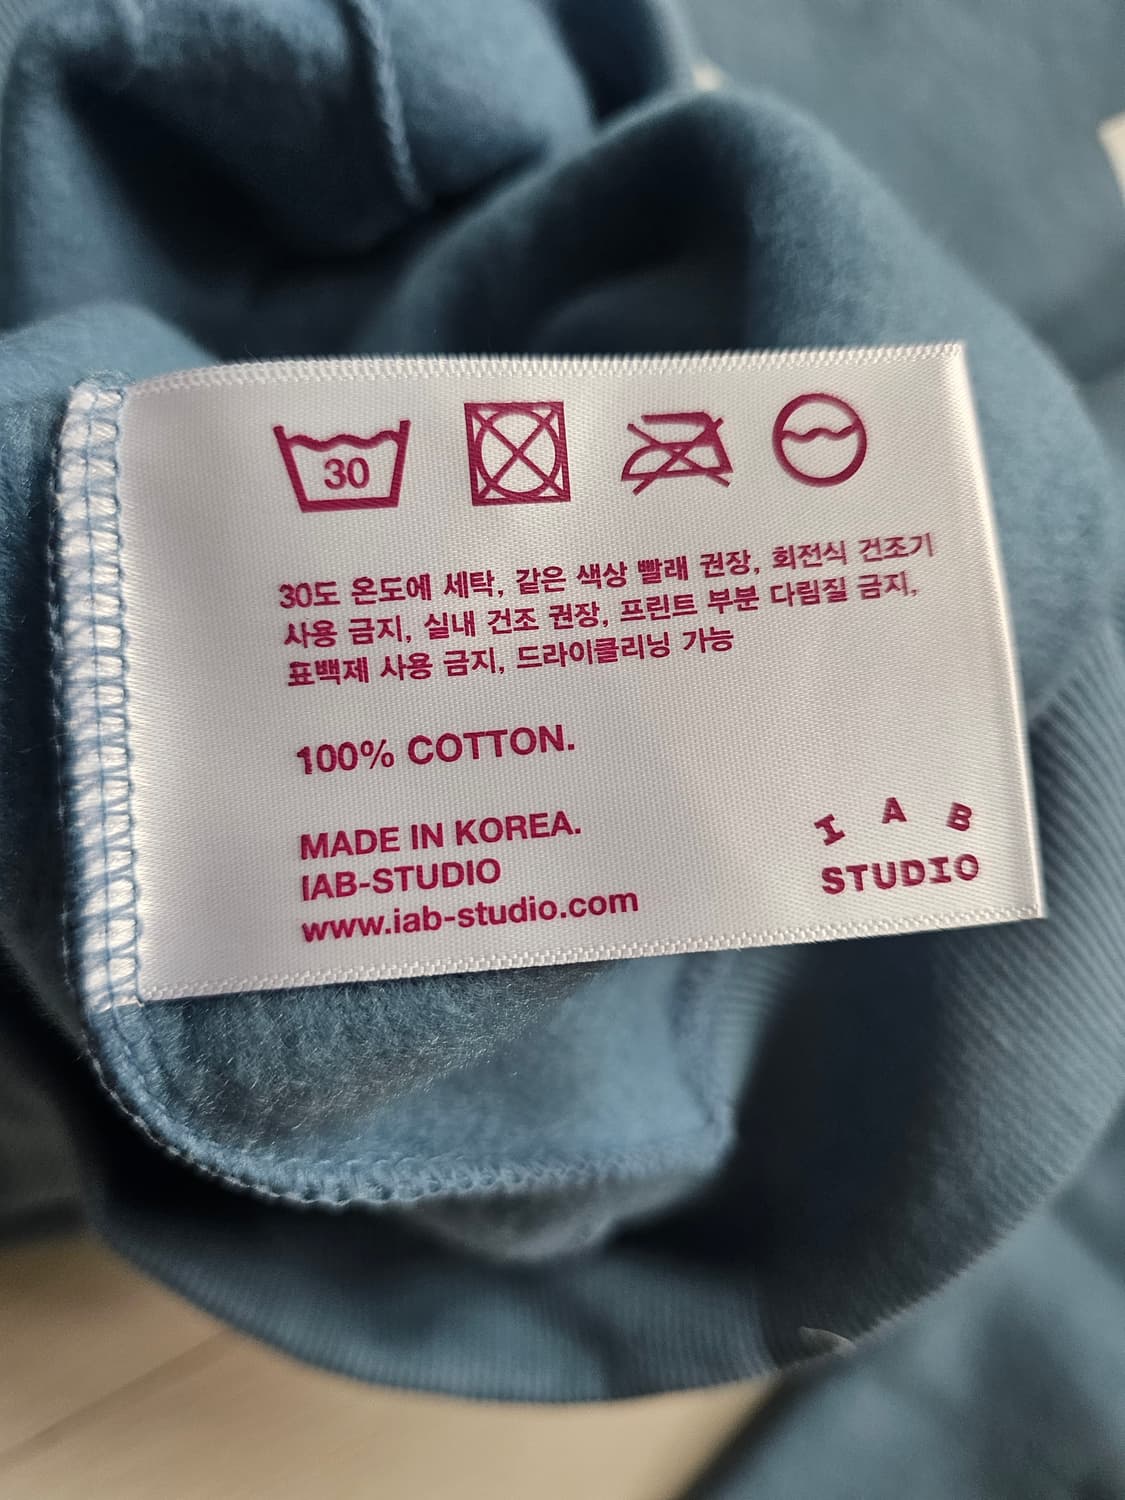 30
30도 온도에 세탁, 같은 색상 빨래 권장, 회전식 건조기
사용 금지, 실내 건조 권장, 프린트 부분 다림질 금지,
표백제 사용 금지, 드라이클리닝 가능
100% COTTON.
MADE IN KOREA.
IAB-STUDIO
www.iab-studio.com
I A B
STUDIO